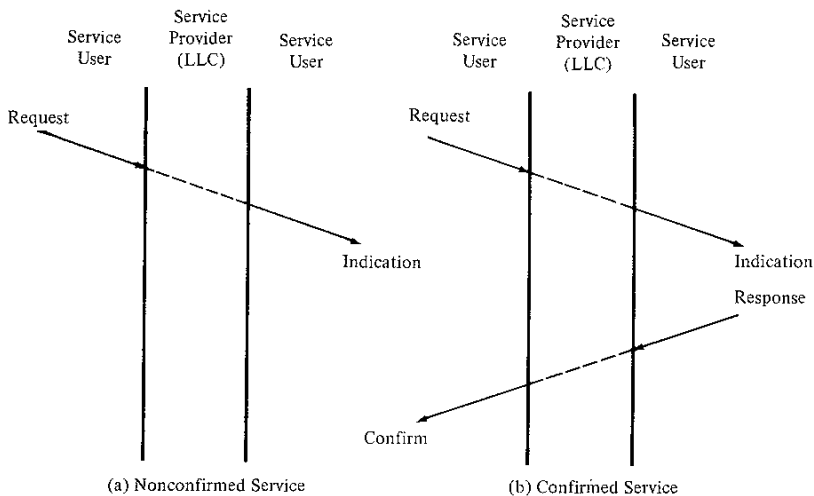 Service
User
Service
Provider
(LLC)
Service
User
Request
Indication
(a) Nonconfirmed Service
Service
User
Service
Provider
(LLC)
Service
User
Request
Indication
Response
Confirm
(b) Confirmed Service